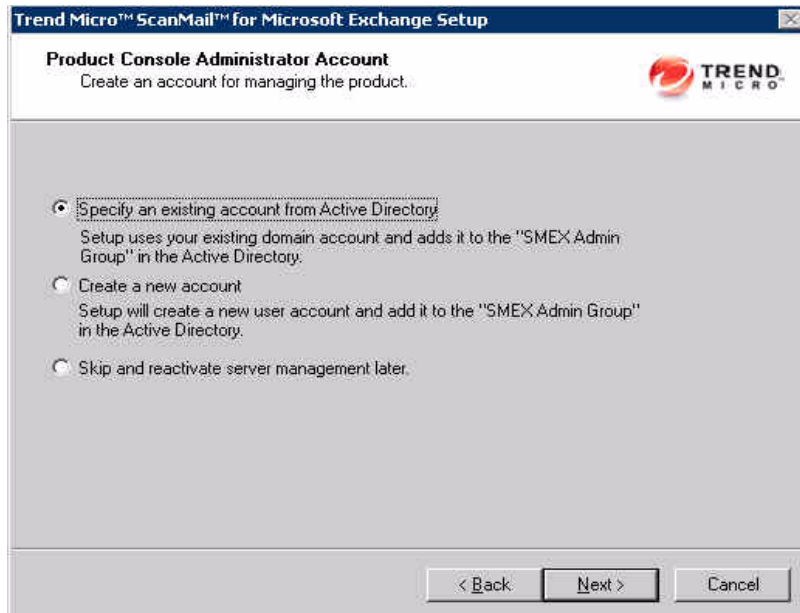 Trend Micro™ ScanMail™ for Microsoft Exchange Setup
Product Console Administrator Account
Create an account for managing the product.
TREND
MICRO
Specify an existing account from Active Directory
Setup uses your existing domain account and adds it to the "SMEX Admin
Group" in the Active Directory.
Create a new account
Setup will create a new user account and add it to the "SMEX Admin Group"
in the Active Directory.
Skip and reactivate server management later.
< Back
Next >
Cancel